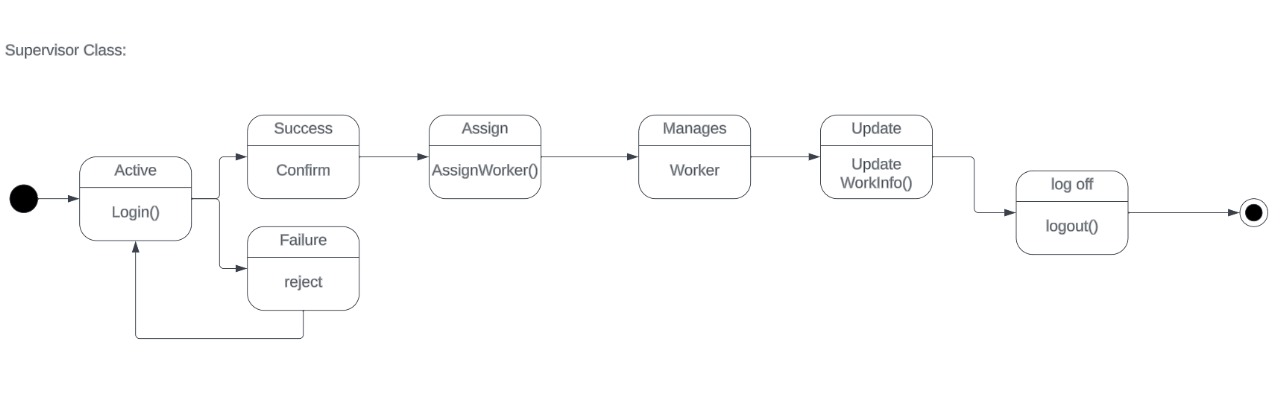 Supervisor Class:
Active
Login()
Success
Confirm
Failure
reject
Assign
AssignWorker()
Manages
Worker
Update
Update
WorkInfo()
log off
logout()